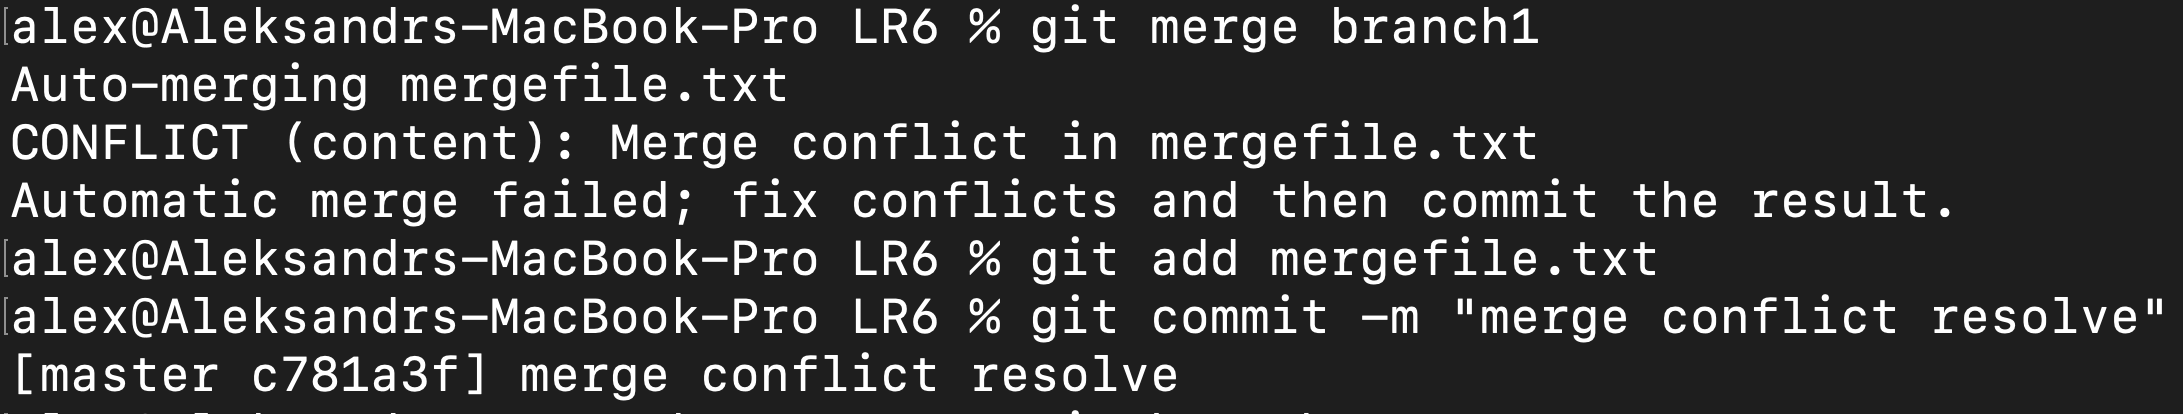 [alex@Aleksandrs-MacBook-Pro LR6 % git merge branch1
Auto-merging mergefile.txt
CONFLICT (content): Merge conflict in mergefile.txt
Automatic merge failed; fix conflicts and then commit the result.
[alex@Aleksandrs-MacBook-Pro LR6 % git add mergefile.txt
[alex@Aleksandrs-MacBook-Pro LR6 % git commit -m "merge conflict resolve"
[master c781a3f] merge conflict resolve